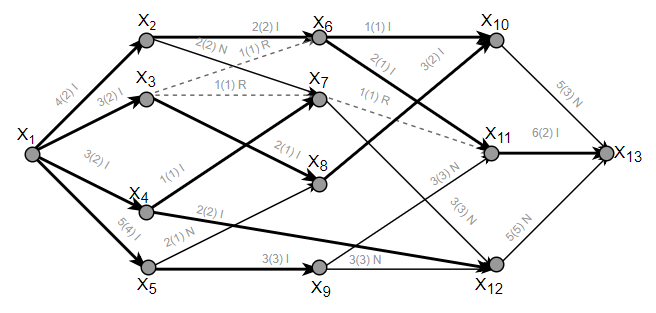 X2
2(2) I
X6
1(1) I
X10
2(2) N
1(1) R
4(2) I
2(1) I
3(2) I
X3
3(2) I
1(1) R
X7
1(1) R
5(3) N
X1
X11
6(2) I
X13
3(2) I
2(1) I
X8
1(1) I
3(3) N
X4
2(2) I
3(3) N
5(4) I
2(1) N
5(5) N
X5
3(3) I
X9
3(3) N
X12